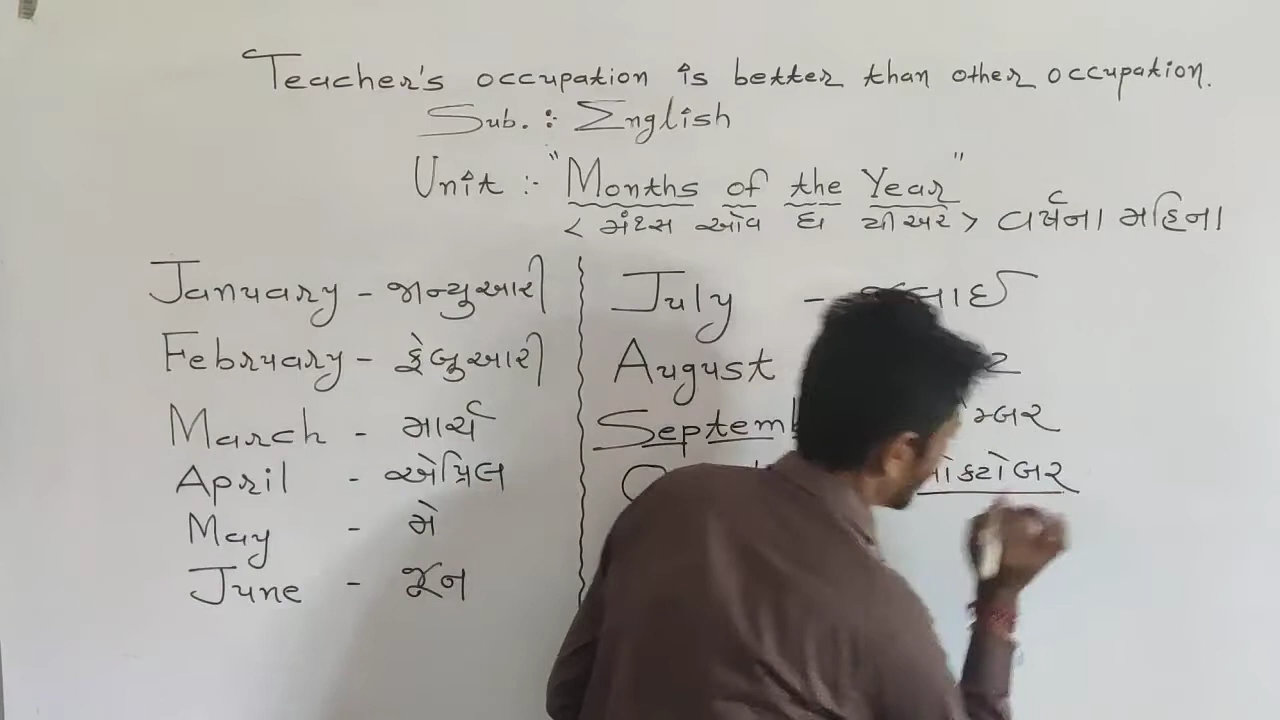 Teacher's occupation is better than other occupation.
Sub. : English
Unit :- "Months of the Year"
< મંથ્સ ઓવ ધ યીઅર > વર્ષના મહિના
January - જાન્યુઆરી
February - ફેબ્રુઆરી
March - માર્ચ
April - એપ્રિલ
May - મે
June - જૂન
July -
August